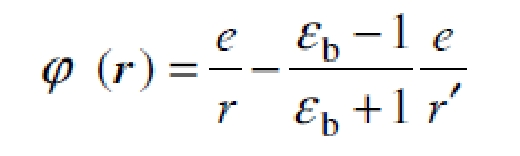 φ (r) = e/r − (ε_b − 1)/(ε_b + 1) e/r′